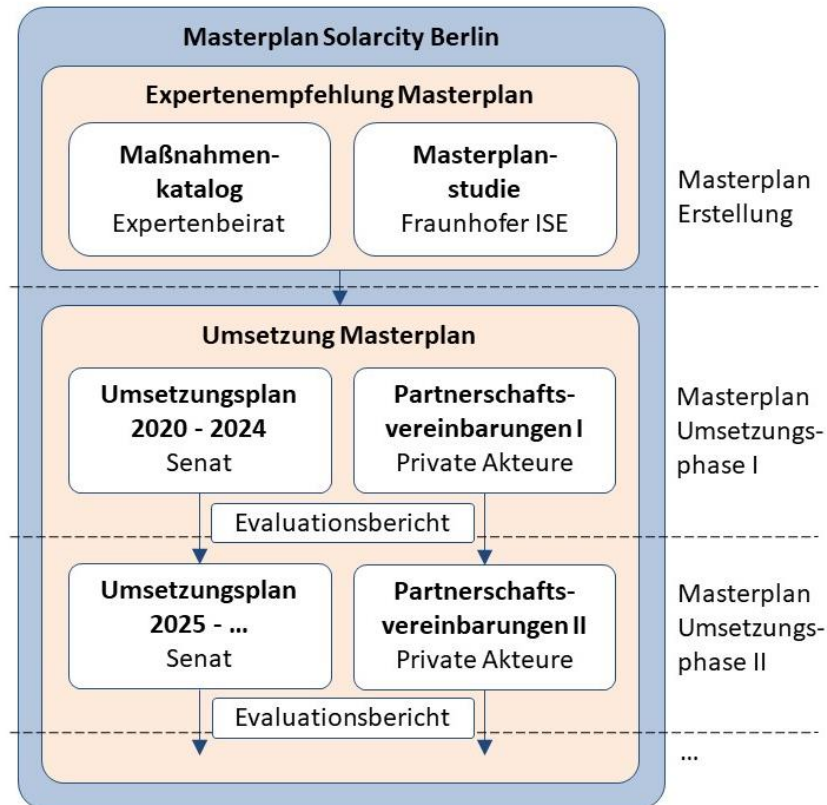 Masterplan Solarcity Berlin
Expertenempfehlung Masterplan
Maßnahmen-
katalog
Expertenbeirat
Masterplan-
studie
Fraunhofer ISE
Masterplan
Erstellung
Umsetzung Masterplan
Umsetzungsplan
2020 - 2024
Senat
Partnerschafts-
vereinbarungen I
Private Akteure
Masterplan
Umsetzungs-
phase I
Evaluationsbericht
Umsetzungsplan
2025 - ...
Senat
Partnerschafts-
vereinbarungen II
Private Akteure
Masterplan
Umsetzungs-
phase II
Evaluationsbericht
...